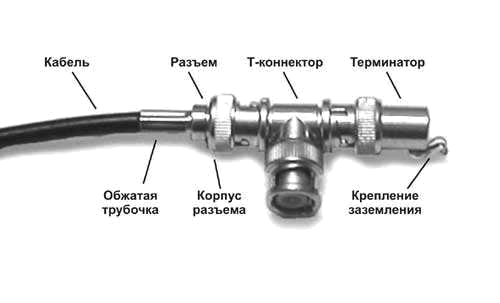 Кабель
Разъем
Т-коннектор
Терминатор
Обжатая
трубочка
Корпус
разъема
Крепление
заземления